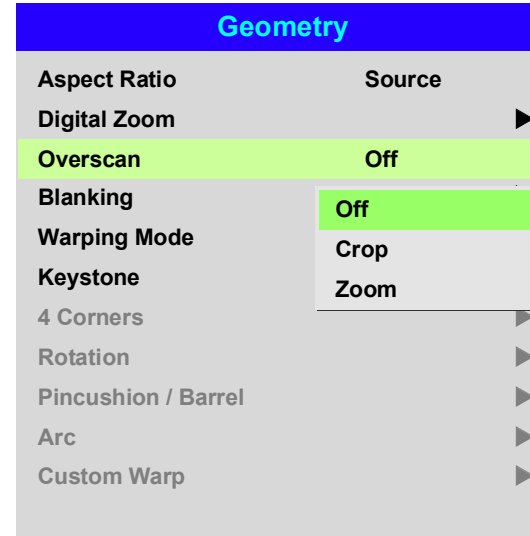 Geometry
Aspect Ratio Source
Digital Zoom
Overscan Off
Blanking
Off
Warping Mode
Crop
Keystone
Zoom
4 Corners
Rotation
Pincushion / Barrel
Arc
Custom Warp